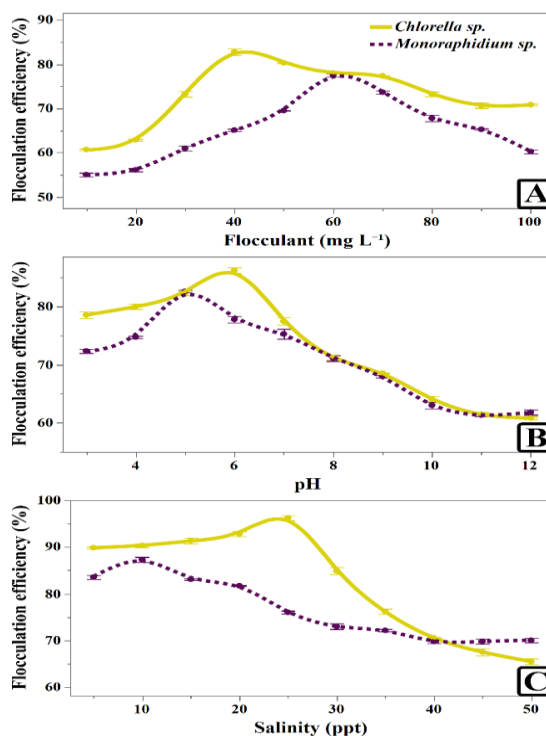 Chlorella sp.
Monoraphidium sp.
Flocculation efficiency (%)
90
80
70
60
50
20
40
60
80
100
A
Flocculant (mg L⁻¹)
Flocculation efficiency (%)
80
70
60
4
6
8
10
12
B
pH
Flocculation efficiency (%)
100
90
80
70
60
10
20
30
40
50
C
Salinity (ppt)